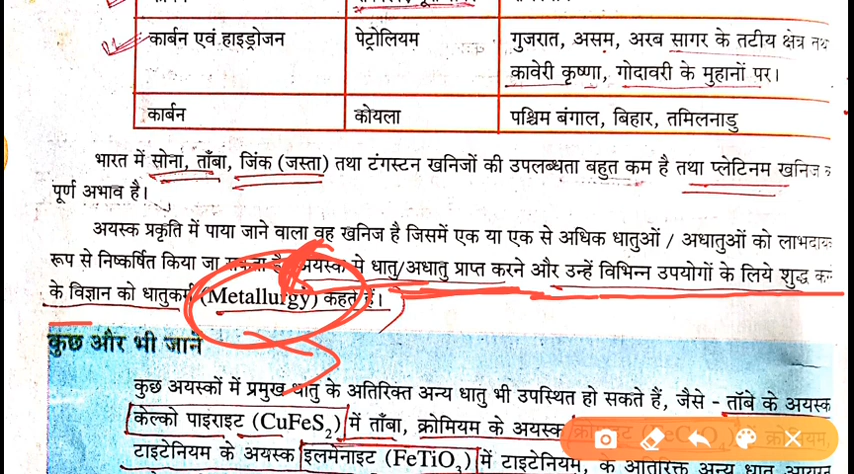 कार्बन एवं हाइड्रोजन पेट्रोलियम गुजरात, असम, अरब सागर के तटीय क्षेत्र
कावेरी कृष्णा, गोदावरी के मुहानों पर।
कार्बन कोयला पश्चिम बंगाल, बिहार, तमिलनाडु
भारत में सोना, ताँबा, जिंक (जस्ता) तथा टंगस्टन खनिजों की उपलब्धता बहुत कम है तथा प्लेटिनम खनिज
पूर्ण अभाव है।
अयस्क प्रकृति में पाया जाने वाला वह खनिज है जिसमें एक या एक से अधिक धातुओं / अधातुओं को
रूप से निष्कर्षित किया जा सकता है। अयस्क से धातु/अधातु प्राप्त करने और उन्हें विभिन्न उपयोगों के लिये शुद्ध
के विज्ञान को धातुकर्म (Metallurgy) कहते हैं।
कुछ और भी जानें
कुछ अयस्कों में प्रमुख धातु के अतिरिक्त अन्य धातु भी उपस्थित हो सकते हैं, जैसे - ताँबे के अयस्क
केल्को पाइराइट (CuFeS₂) में ताँबा, क्रोमियम के अयस्क
टाइटेनियम के अयस्क इलमेनाइट (FeTiO₃) में टाइटेनियम, के अतिरिक्त अन्य धातु